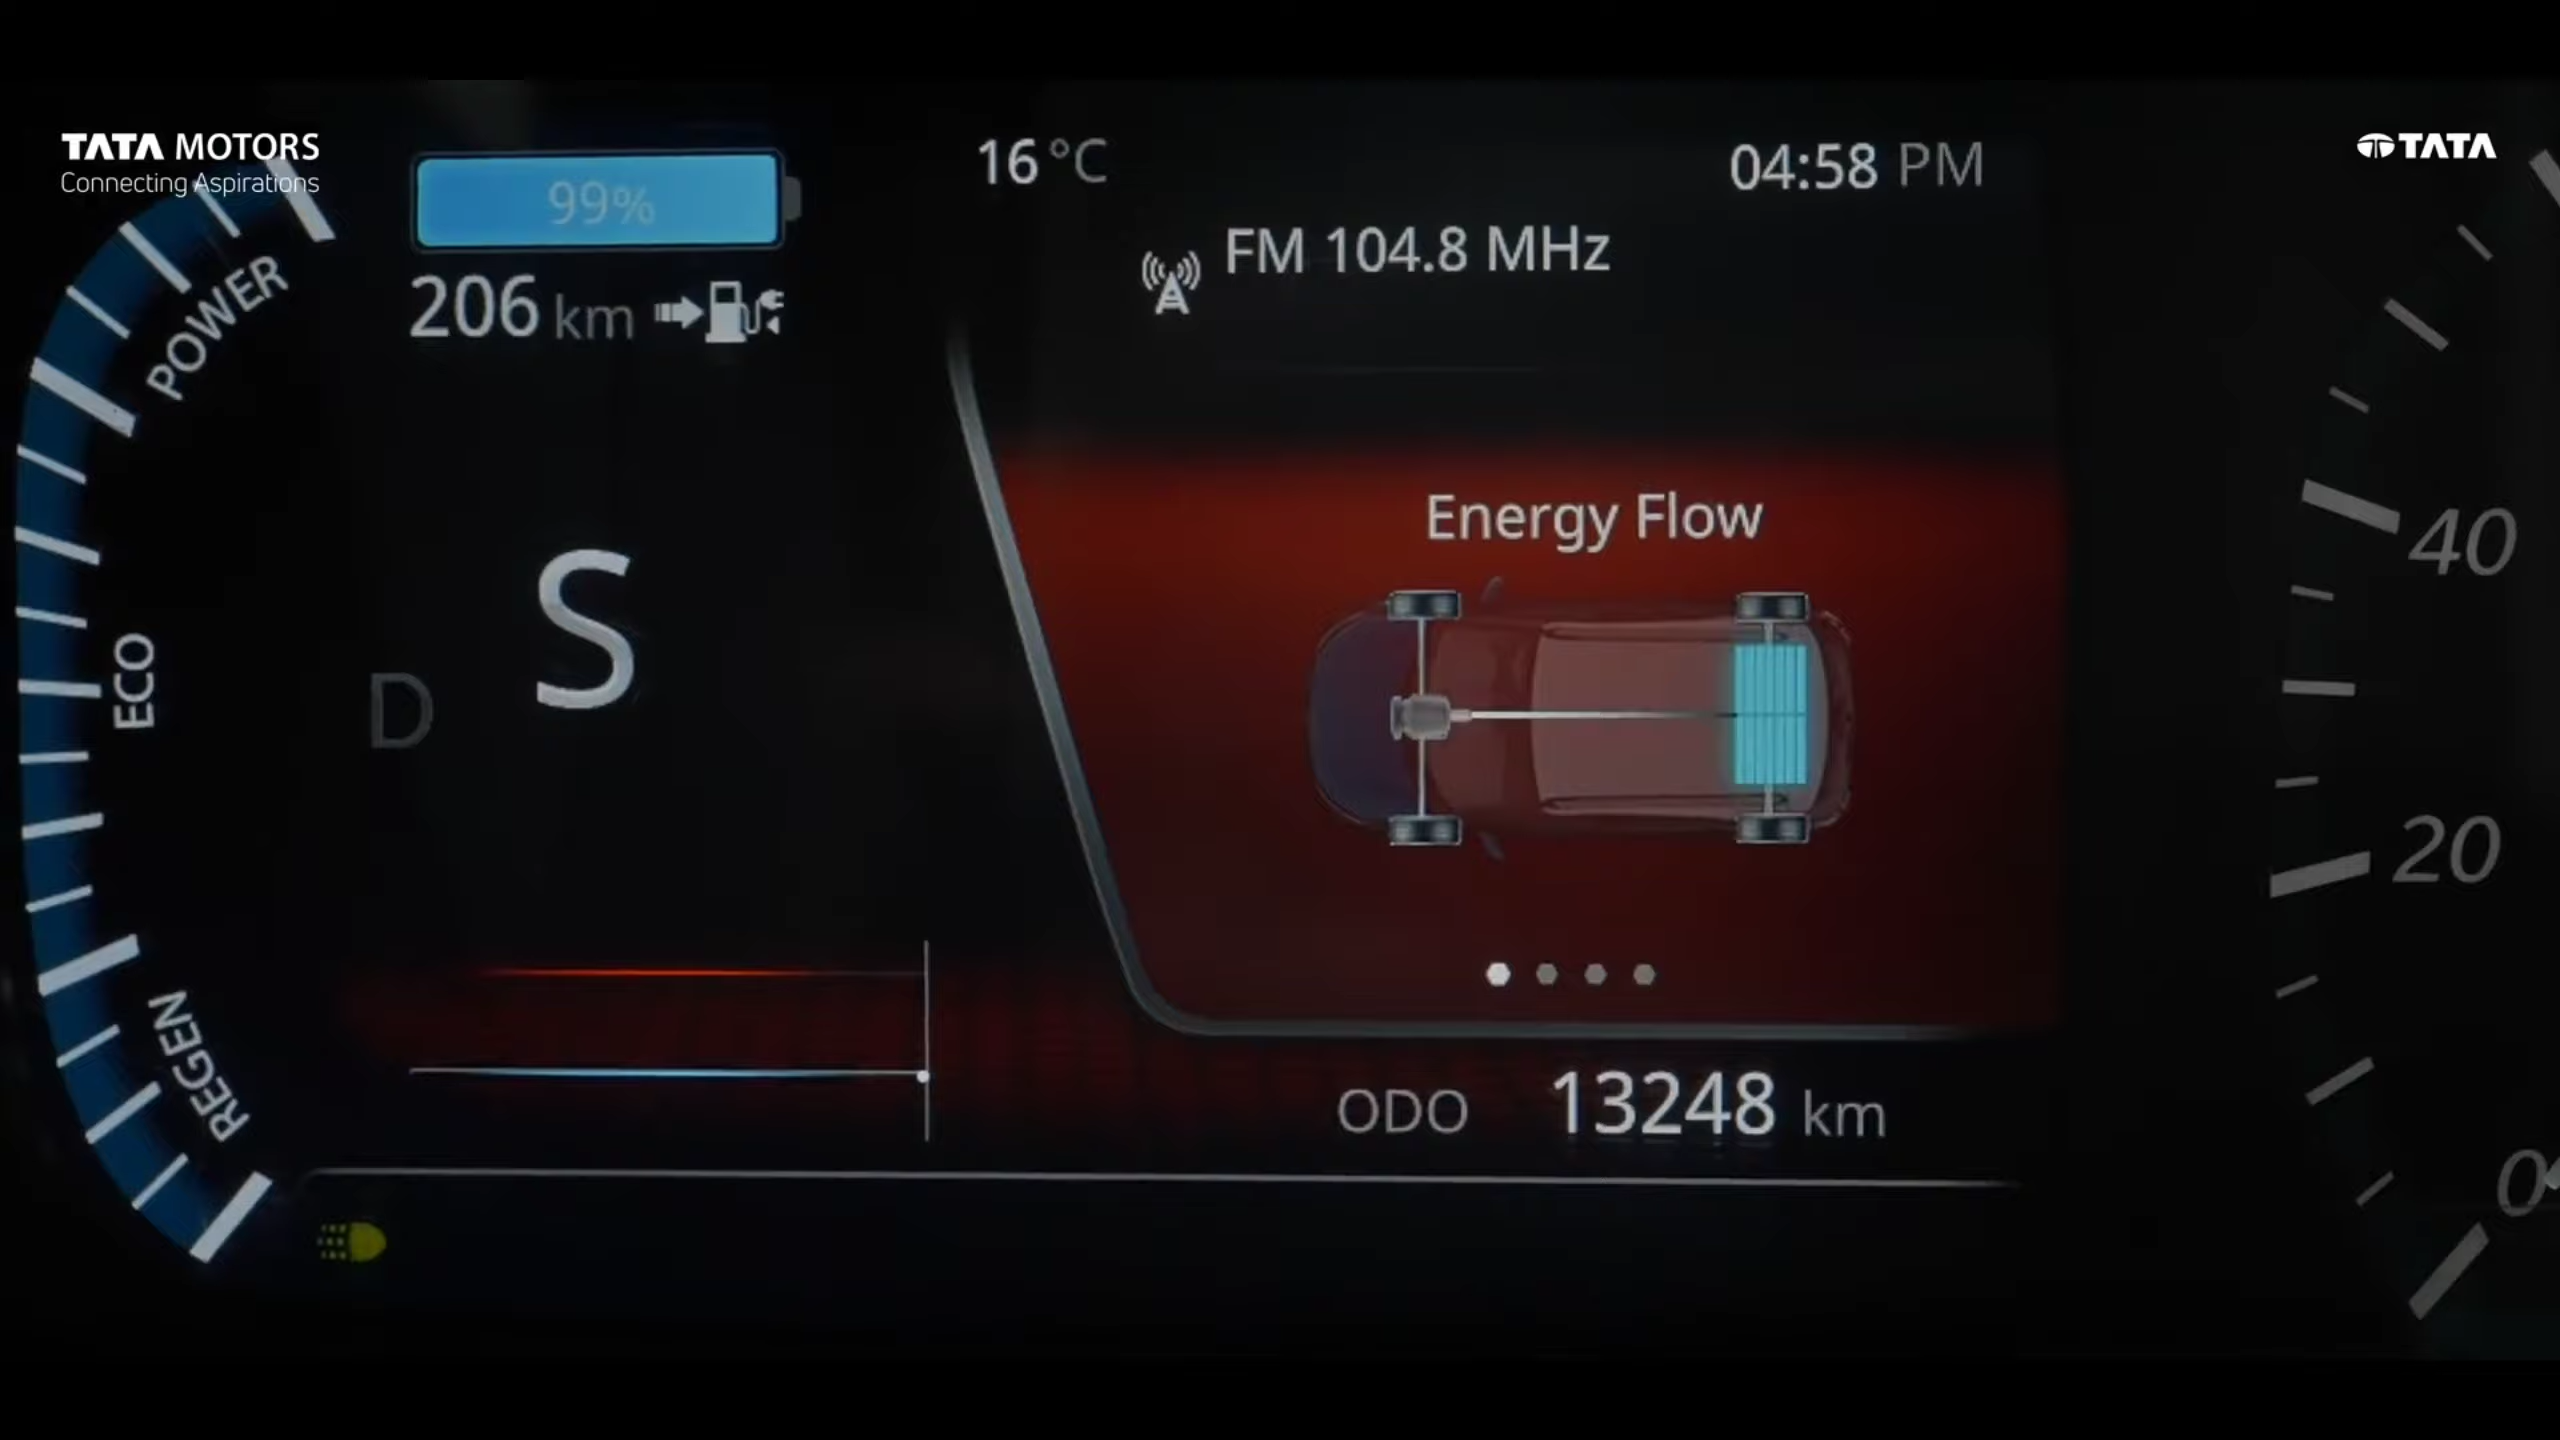 TATA MOTORS
Connecting Aspirations
TATA
99%
206 km
16 °C
04:58 PM
FM 104.8 MHz
POWER
ECO
REGEN
D
S
Energy Flow
40
20
0
ODO 13248 km